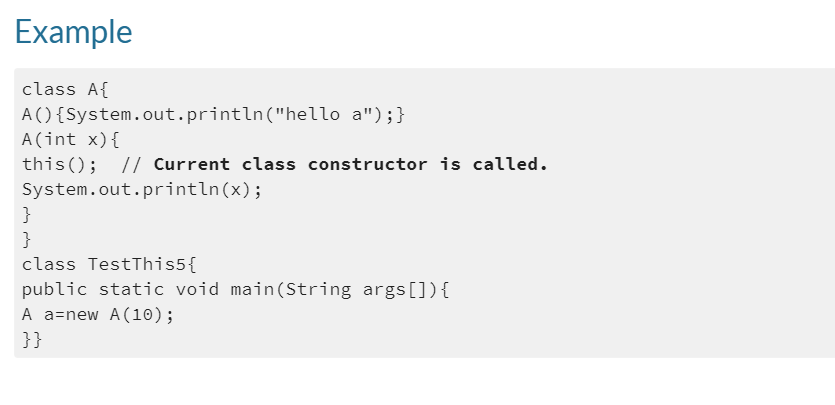 Example
class A{
A(){System.out.println("hello a");}
A(int x){
this();  // Current class constructor is called.
System.out.println(x);
}
}
class TestThis5{
public static void main(String args[]){
A a=new A(10);
}}